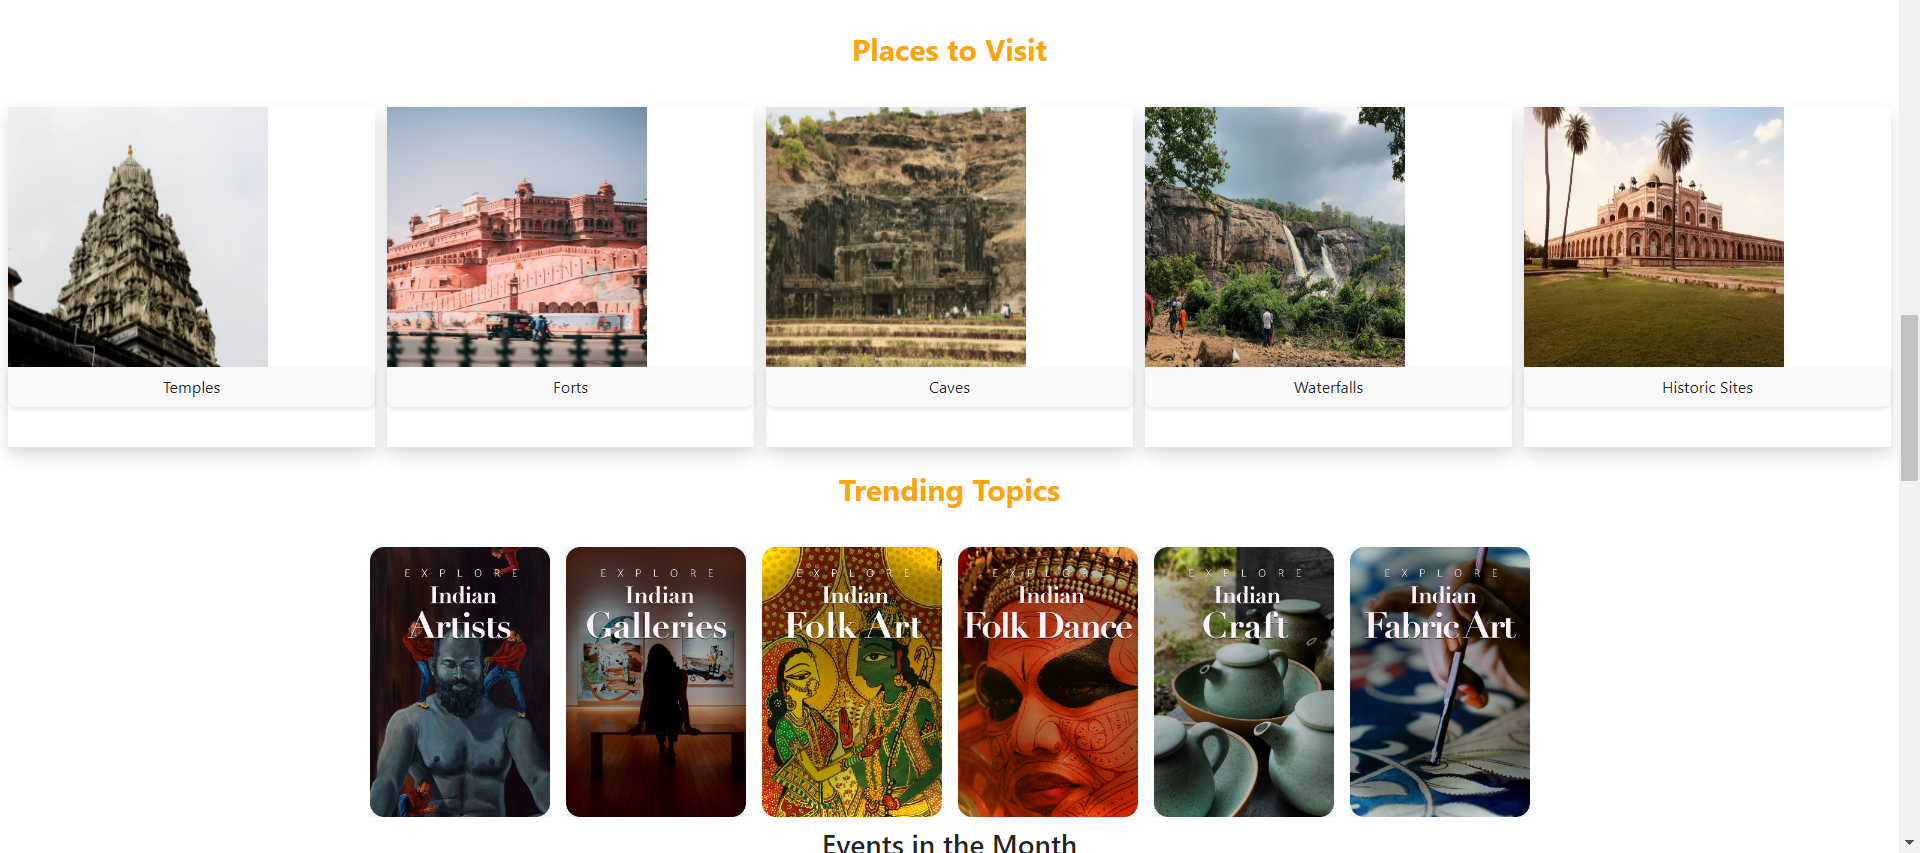 Places to Visit
Temples
Forts
Caves
Waterfalls
Historic Sites
Trending Topics
EXPLORE
Indian
Artists
EXPLORE
Indian
Galleries
EXPLORE
Indian
Folk Art
EXPLORE
Indian
Folk Dance
EXPLORE
Indian
Craft
EXPLORE
Indian
Fabric Art
Events in the Month